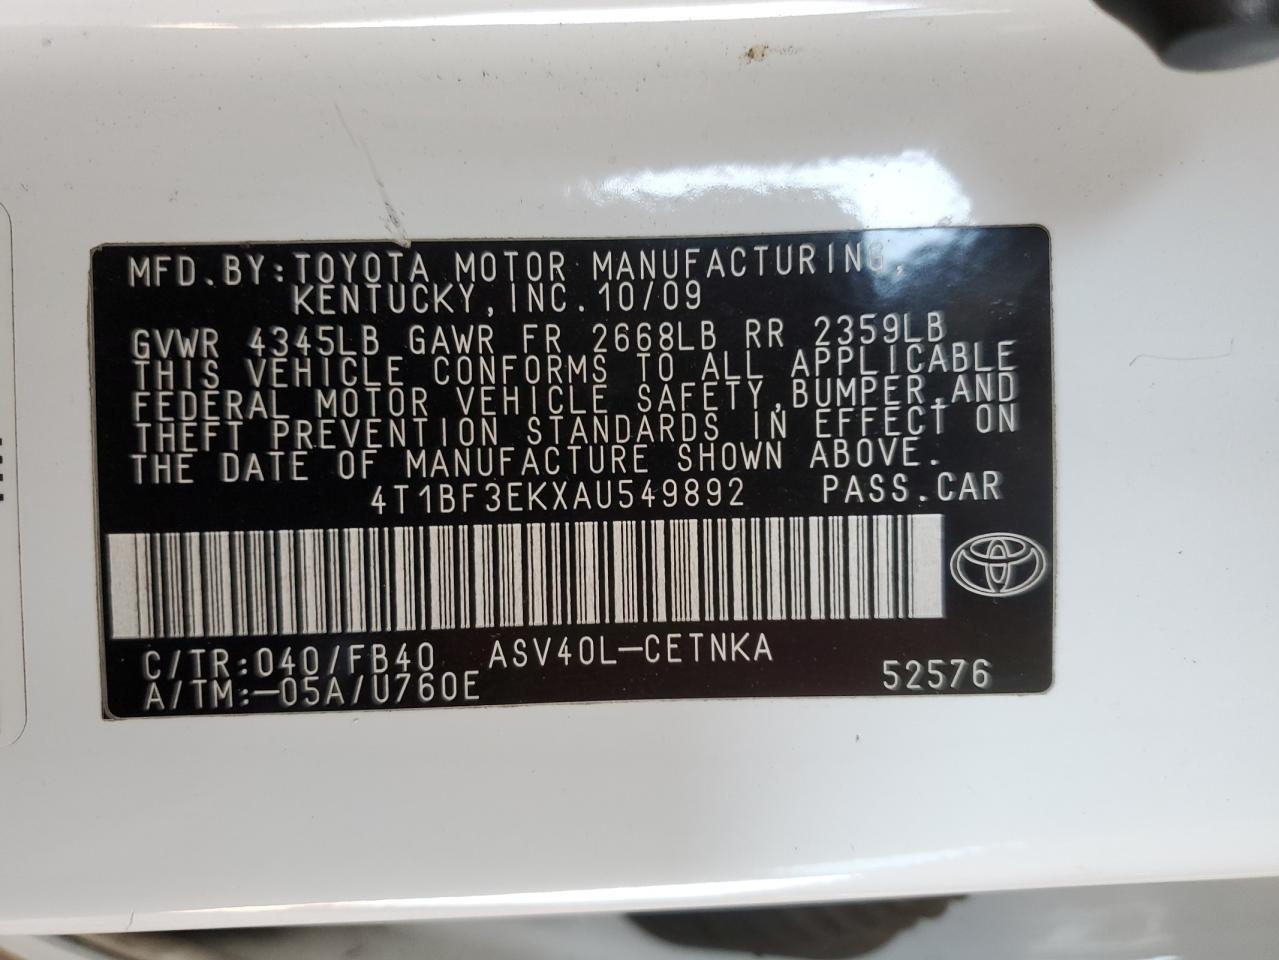 MFD.BY:TOYOTA MOTOR MANUFACTURING,
KENTUCKY,INC.10/09
GVWR 4345LB GAWR FR 2668LB RR 2359LB
THIS VEHICLE CONFORMS TO ALL APPLICABLE
FEDERAL MOTOR VEHICLE SAFETY,BUMPER,AND
THEFT PREVENTION STANDARDS IN EFFECT ON
THE DATE OF MANUFACTURE SHOWN ABOVE.
4T1BF3EKXAU549892 PASS.CAR
C/TR:040/FB40 ASV40L-CETNKA
A/TM:-05A/U760E 52576